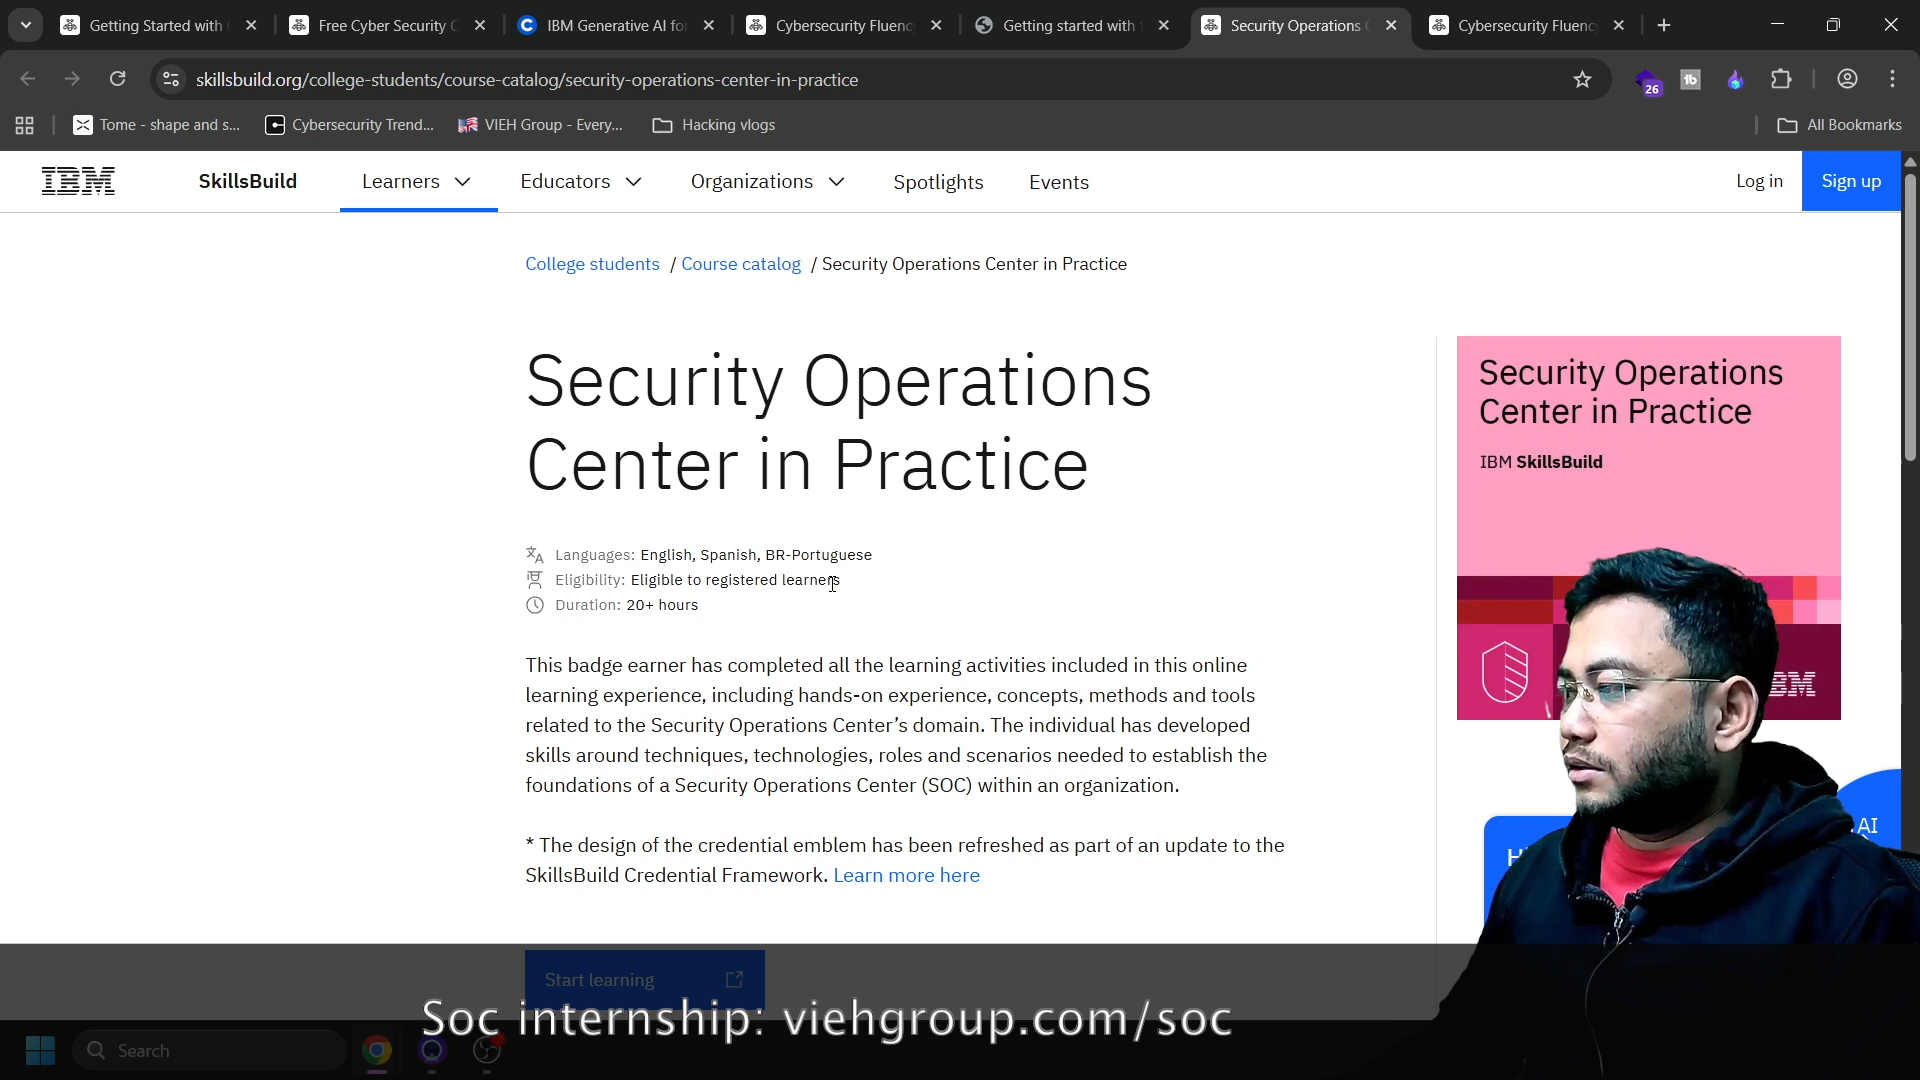 Getting Started with
Free Cyber Security C
IBM Generative AI fo
Cybersecurity Fluenc
Getting started with
Security Operations C
Cybersecurity Fluenc
skillsbuild.org/college-students/course-catalog/security-operations-center-in-practice
26
Tome - shape and s...
Cybersecurity Trend...
VIEH Group - Every...
Hacking vlogs
All Bookmarks
IBM
SkillsBuild
Learners
Educators
Organizations
Spotlights
Events
Log in
Sign up
College students / Course catalog / Security Operations Center in Practice
Security Operations
Center in Practice
Languages: English, Spanish, BR-Portuguese
Eligibility: Eligible to registered learners
Duration: 20+ hours
This badge earner has completed all the learning activities included in this online
learning experience, including hands-on experience, concepts, methods and tools
related to the Security Operations Center’s domain. The individual has developed
skills around techniques, technologies, roles and scenarios needed to establish the
foundations of a Security Operations Center (SOC) within an organization.
* The design of the credential emblem has been refreshed as part of an update to the
SkillsBuild Credential Framework. Learn more here
Start learning
Security Operations
Center in Practice
IBM SkillsBuild
IBM
AI
Soc internship: viehgroup.com/soc
Search